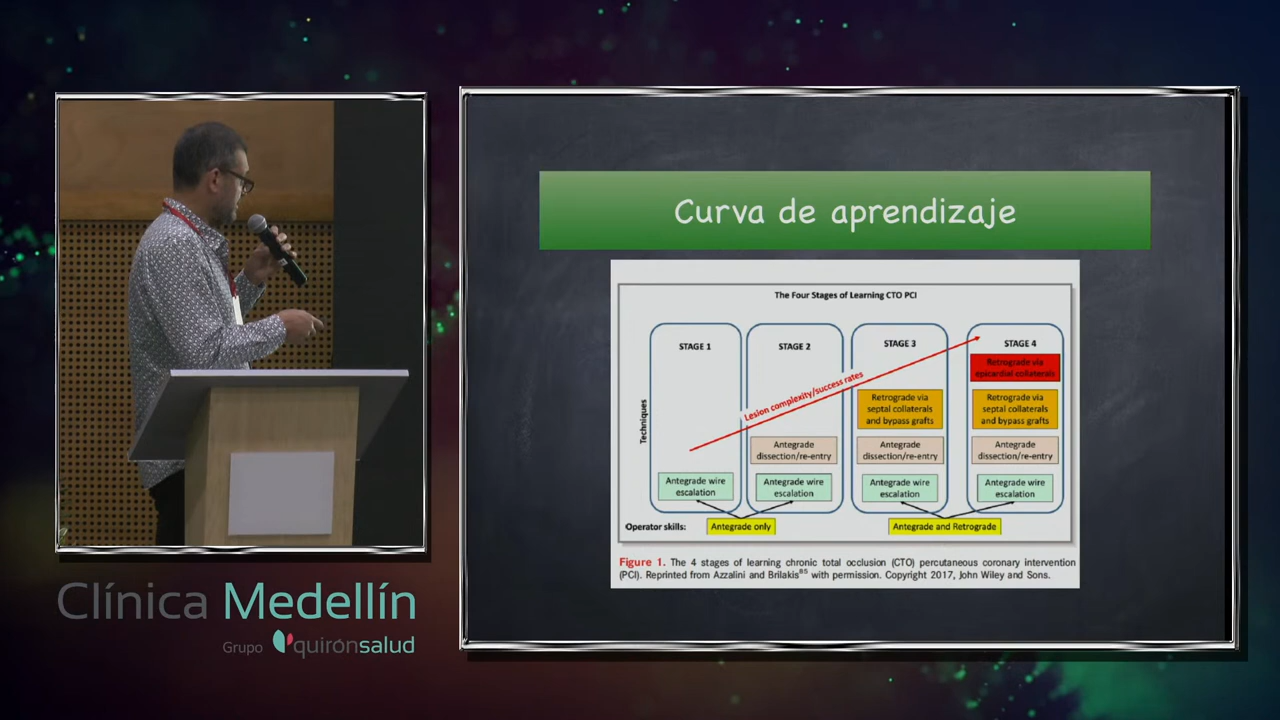 Curva de aprendizaje
The Four Stages of Learning CTO PCI
STAGE 1
STAGE 2
STAGE 3
STAGE 4
Techniques
Lesion complexity/success rates
Antegrade wire
escalation
Antegrade
dissection/re-entry
Antegrade wire
escalation
Retrograde via
septal collaterals
and bypass grafts
Antegrade
dissection/re-entry
Antegrade wire
escalation
Retrograde via
epicardial collaterals
Retrograde via
septal collaterals
and bypass grafts
Antegrade
dissection/re-entry
Antegrade wire
escalation
Operator skills:
Antegrade only
Antegrade and Retrograde
Figure 1. The 4 stages of learning chronic total occlusion (CTO) percutaneous coronary intervention
(PCI). Reprinted from Azzalini and Brilakis85 with permission. Copyright 2017, John Wiley and Sons.
Clínica Medellín
Grupo quirónsalud